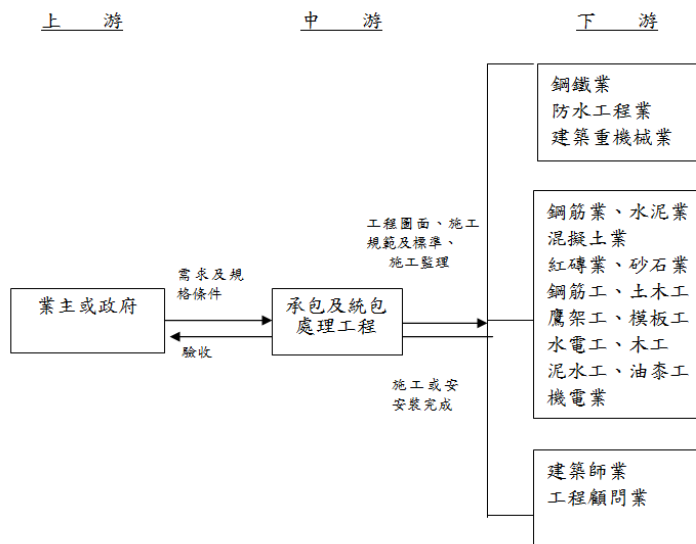 上 游
中 游
下 游
鋼鐵業
防水工程業
建築重機械業
工程圖面、施工
規範及標準、
施工監理
需求及規
格條件
業主或政府
承包及統包
處理工程
驗收
施工或安
安裝完成
鋼筋業、水泥業
混擬土業
紅磚業、砂石業
鋼筋工、土木工
鷹架工、模板工
水電工、木工
泥水工、油桼工
機電業
建築師業
工程顧問業